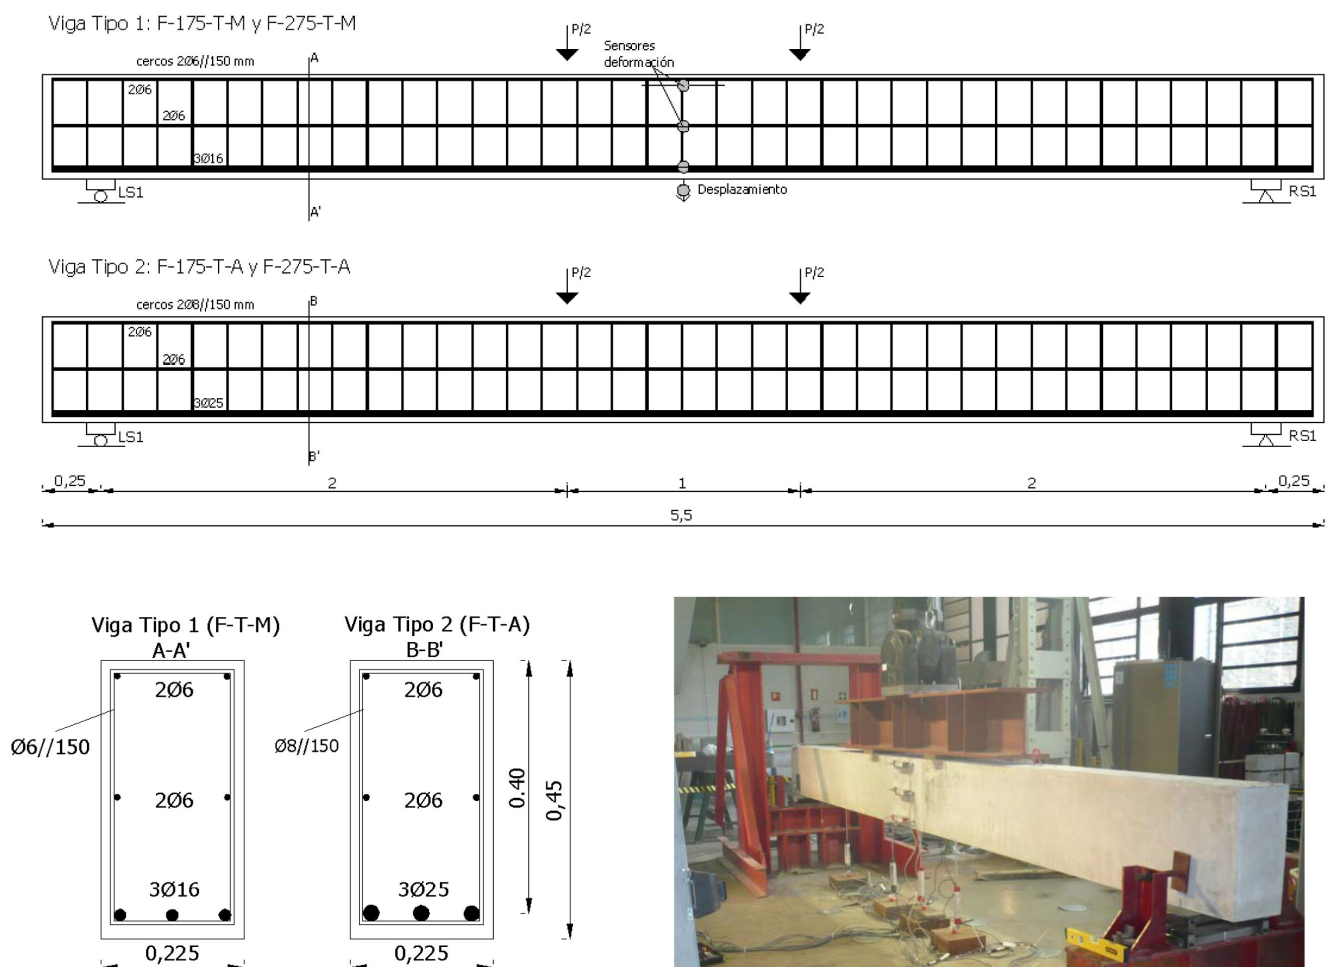 Viga Tipo 1: F-175-T-M y F-275-T-M
P/2
P/2
Sensores
deformación
cercos 2Ø6//150 mm
A
2Ø6
2Ø6
3Ø16
LS1
A'
Desplazamiento
RS1
Viga Tipo 2: F-175-T-A y F-275-T-A
P/2
P/2
cercos 2Ø8//150 mm
B
2Ø6
2Ø6
3Ø25
LS1
B'
RS1
0,25
2
1
2
0,25
5,5
Viga Tipo 1 (F-T-M)
A-A'
2Ø6
Ø6//150
2Ø6
3Ø16
0,225
Viga Tipo 2 (F-T-A)
B-B'
2Ø6
Ø8//150
2Ø6
3Ø25
0.40
0,45
0,225